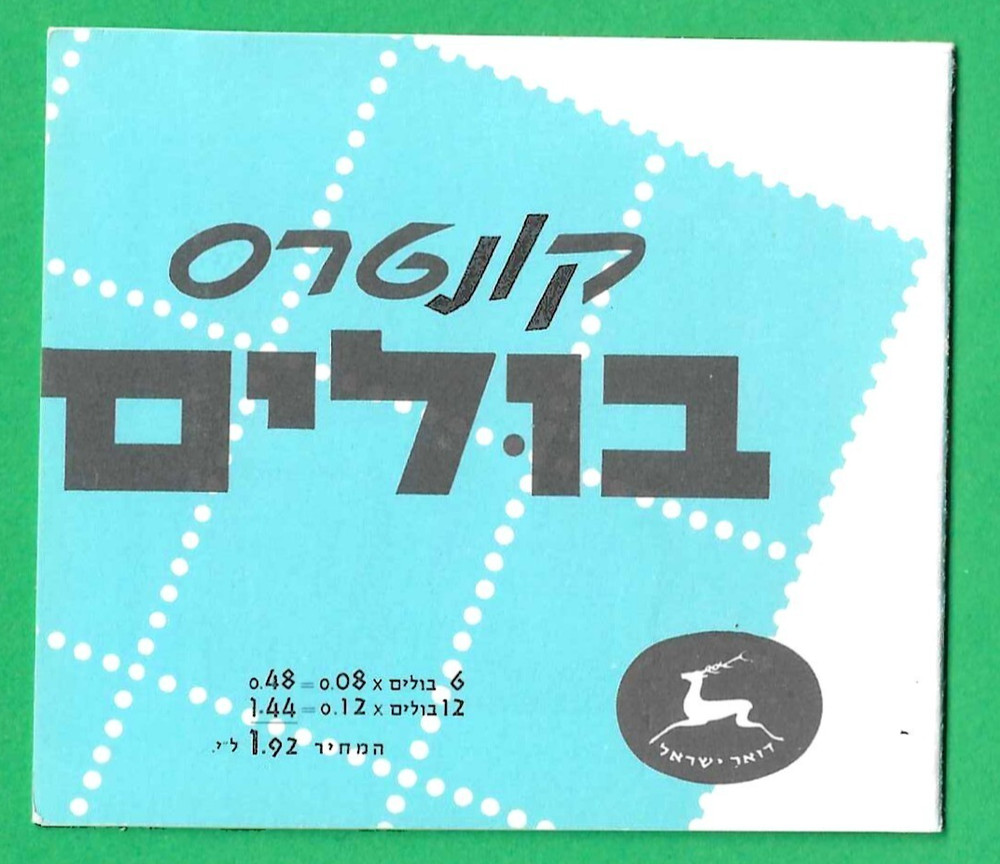 קונטרס
בולים
6 בולים x 0.08 = 0.48
12 בולים x 0.12 = 1.44
המחיר 1.92 ל״י.
דואר ישראל